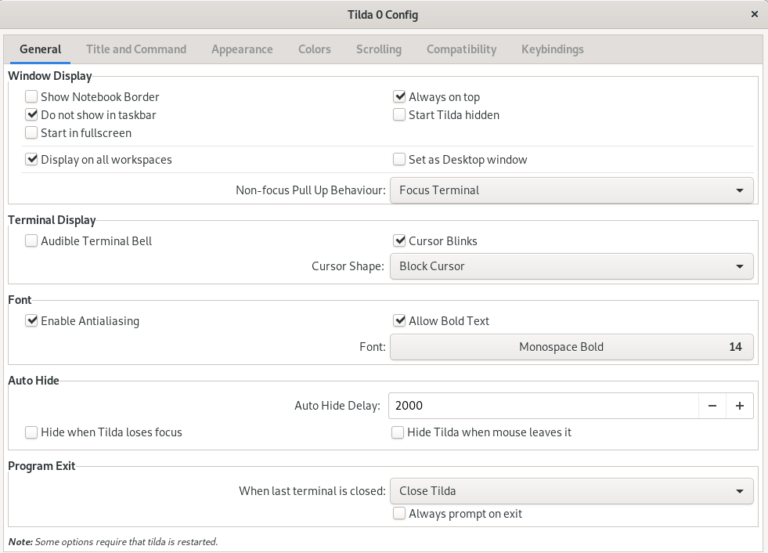 Tilda 0 Config
General Title and Command Appearance Colors Scrolling Compatibility Keybindings
Window Display
Show Notebook Border Always on top
Do not show in taskbar Start Tilda hidden
Start in fullscreen
Display on all workspaces Set as Desktop window
Non-focus Pull Up Behaviour: Focus Terminal
Terminal Display
Audible Terminal Bell Cursor Blinks
Cursor Shape: Block Cursor
Font
Enable Antialiasing Allow Bold Text
Font: Monospace Bold 14
Auto Hide
Auto Hide Delay: 2000
Hide when Tilda loses focus Hide Tilda when mouse leaves it
Program Exit
When last terminal is closed: Close Tilda
Always prompt on exit
Note: Some options require that tilda is restarted.